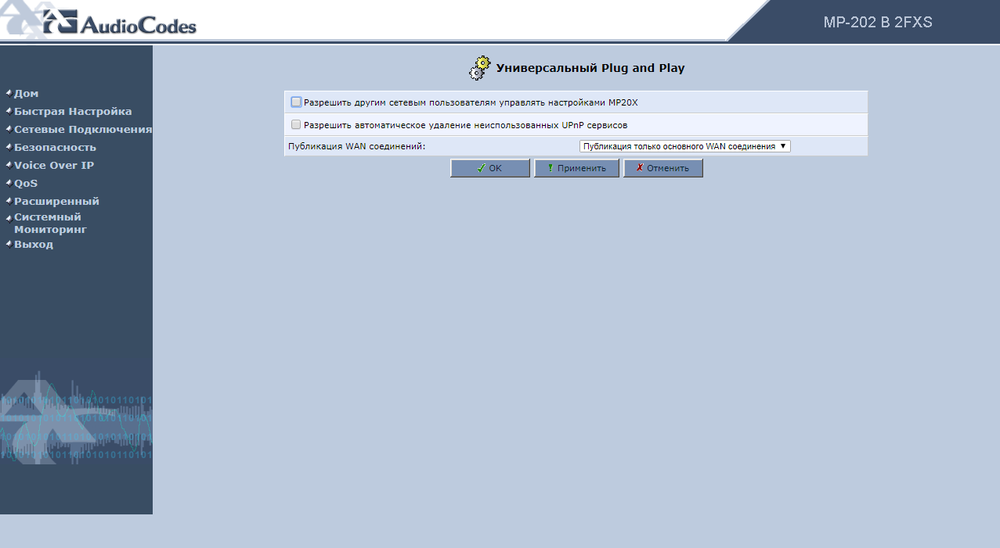 AudioCodes
MP-202 B 2FXS
Дом
Быстрая Настройка
Сетевые Подключения
Безопасность
Voice Over IP
QoS
Расширенный
Системный
Мониторинг
Выход
Универсальный Plug and Play
Разрешить другим сетевым пользователям управлять настройками MP20X
Разрешить автоматическое удаление неиспользованных UPnP сервисов
Публикация WAN соединений: Публикация только основного WAN соединения
OK Применить Отменить